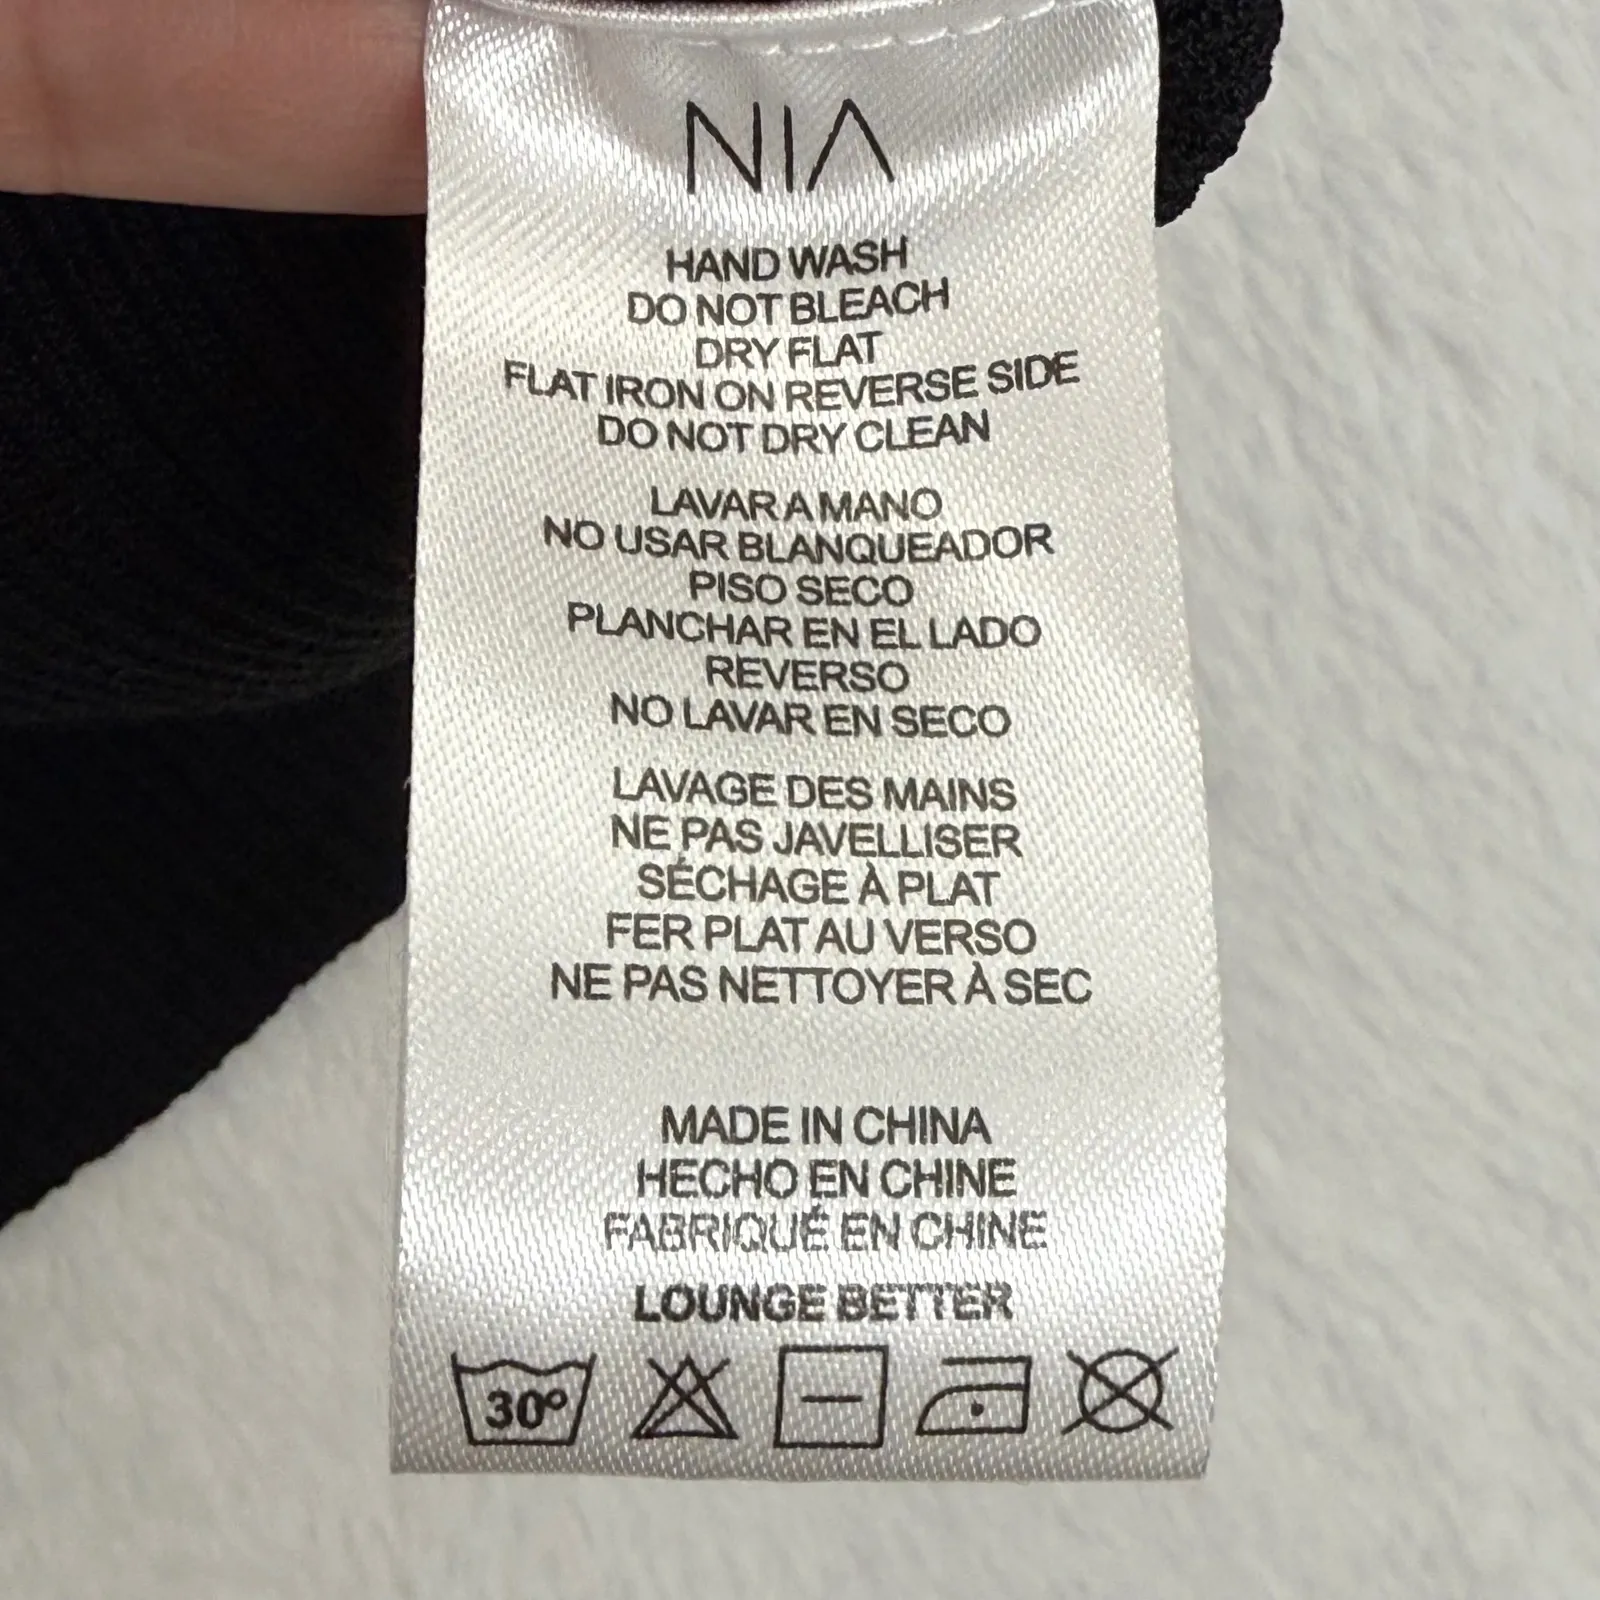 NIA
HAND WASH
DO NOT BLEACH
DRY FLAT
FLAT IRON ON REVERSE SIDE
DO NOT DRY CLEAN
LAVAR A MANO
NO USAR BLANQUEADOR
PISO SECO
PLANCHAR EN EL LADO
REVERSO
NO LAVAR EN SECO
LAVAGE DES MAINS
NE PAS JAVELLISER
SÉCHAGE À PLAT
FER PLAT AU VERSO
NE PAS NETTOYER À SEC
MADE IN CHINA
HECHO EN CHINE
FABRIQUÉ EN CHINE
LOUNGE BETTER
30°